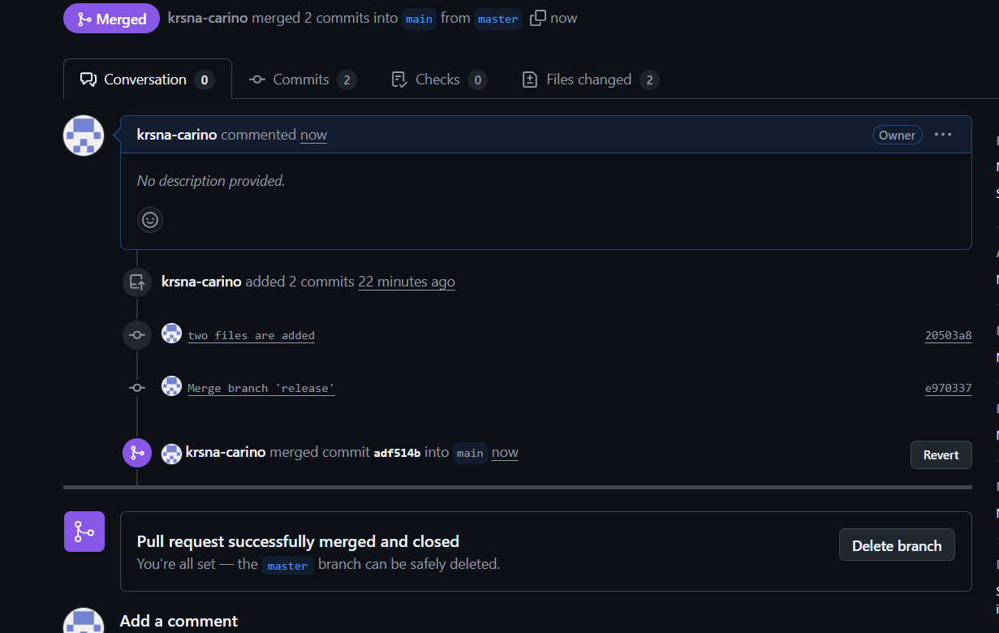 Merged krsna-carino merged 2 commits into main from master now
Conversation 0 Commits 2 Checks 0 Files changed 2
krsna-carino commented now Owner
No description provided.
krsna-carino added 2 commits 22 minutes ago
two files are added 20503a8
Merge branch 'release' e970337
krsna-carino merged commit adf514b into main now Revert
Pull request successfully merged and closed
You're all set — the master branch can be safely deleted. Delete branch
Add a comment